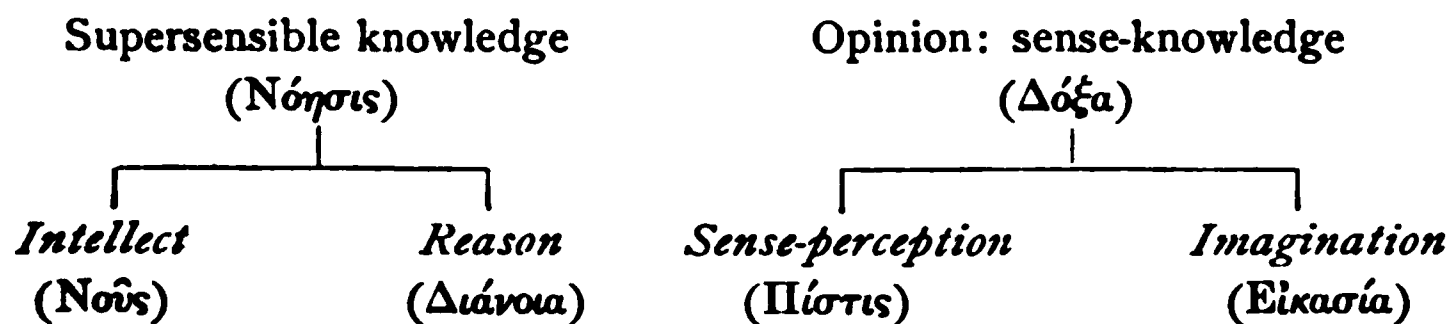 Supersensible knowledge Opinion: sense-knowledge
(Νόησις) (Δόξα)
Intellect Reason Sense-perception Imagination
(Νοῦς) (Διάνοια) (Πίστις) (Εἰκασία)